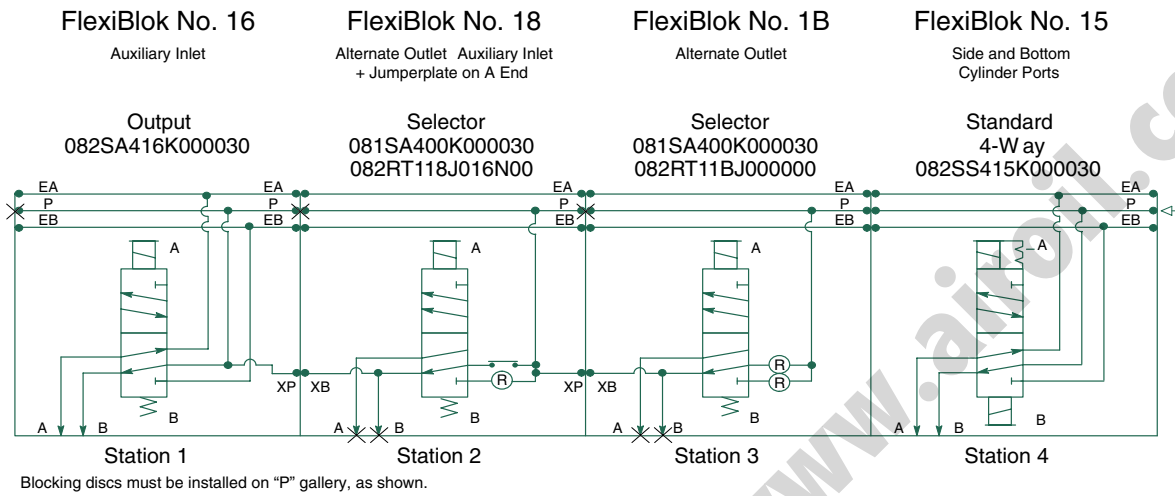 FlexiBlok No. 16
FlexiBlok No. 18
FlexiBlok No. 1B
FlexiBlok No. 15
Auxiliary Inlet
Alternate Outlet Auxiliary Inlet
+ Jumperplate on A End
Alternate Outlet
Side and Bottom
Cylinder Ports
Output
082SA416K000030
Selector
081SA400K000030
082RT118J016N00
Selector
081SA400K000030
082RT11BJ000000
Standard
4-W ay
082SS415K000030
EA EA EA EA EA
P P P P P
EB EB EB EB EB
A A A A
R R
R
XP XB XP XB
B B B B
A B A B A B A B
Station 1
Station 2
Station 3
Station 4
Blocking discs must be installed on “P” gallery, as shown.
www.airoil.co